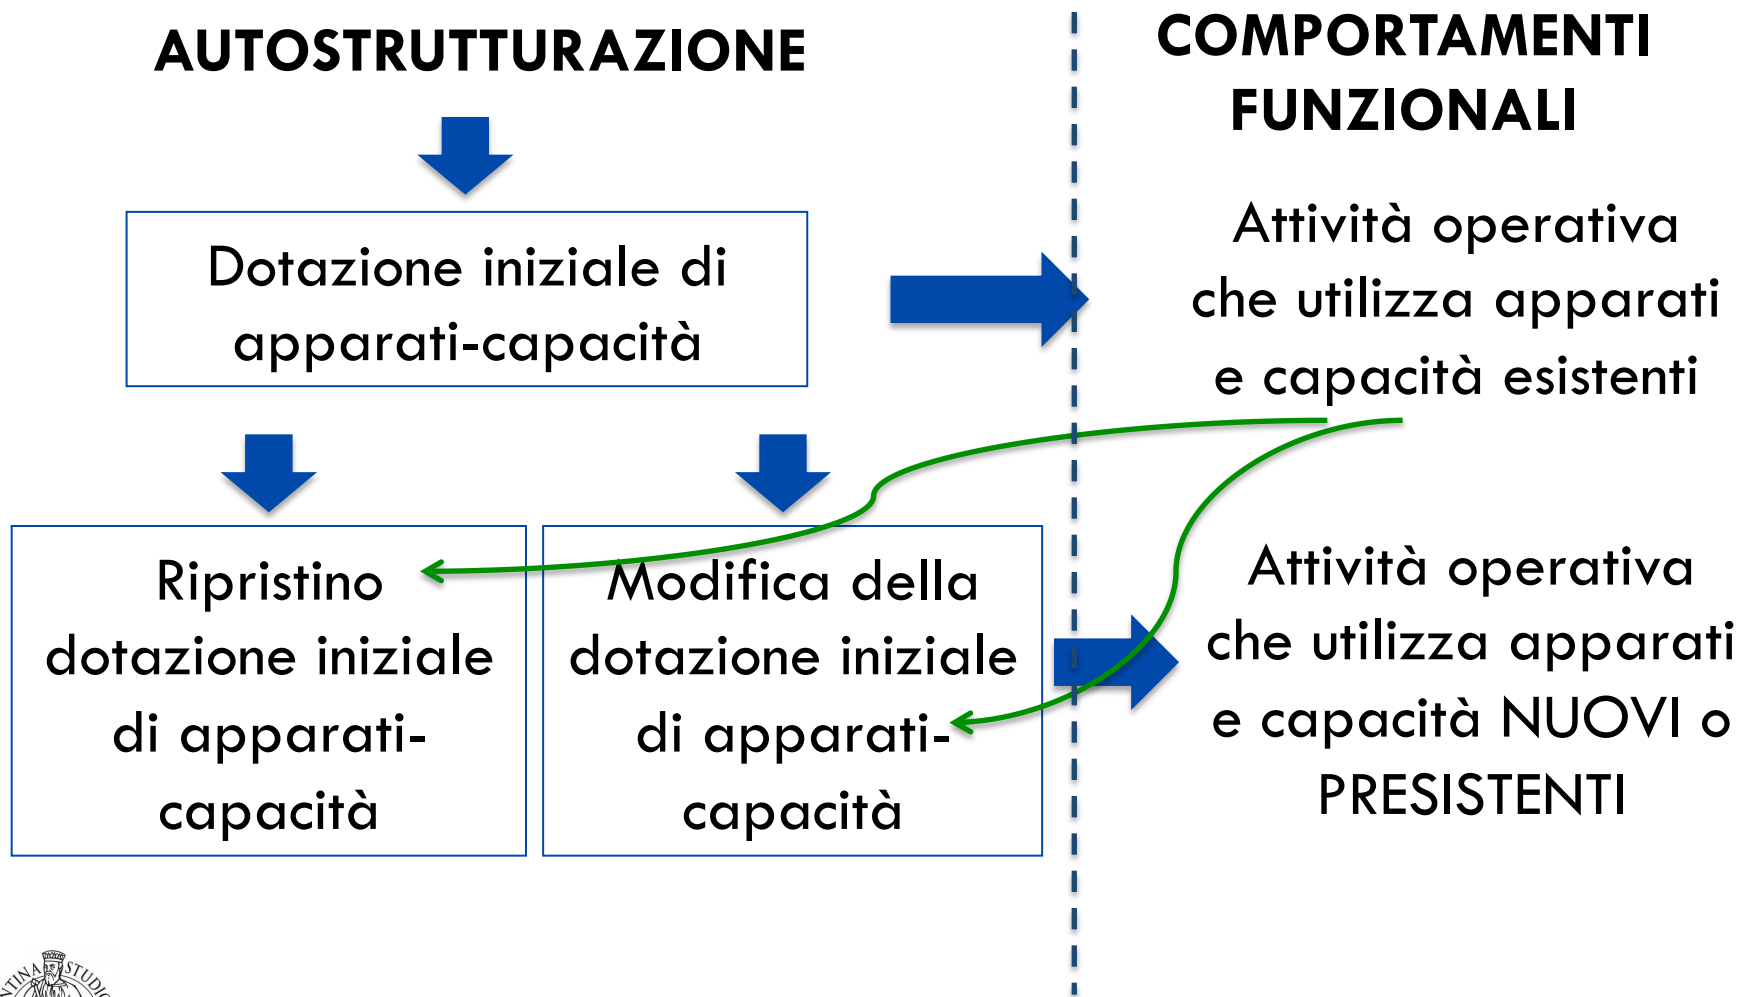 AUTOSTRUTTURAZIONE
Dotazione iniziale di
apparati-capacità
Ripristino
dotazione iniziale
di apparati-
capacità
Modifica della
dotazione iniziale
di apparati-
capacità
COMPORTAMENTI
FUNZIONALI
Attività operativa
che utilizza apparati
e capacità esistenti
Attività operativa
che utilizza apparati
e capacità NUOVI o
PRESISTENTI